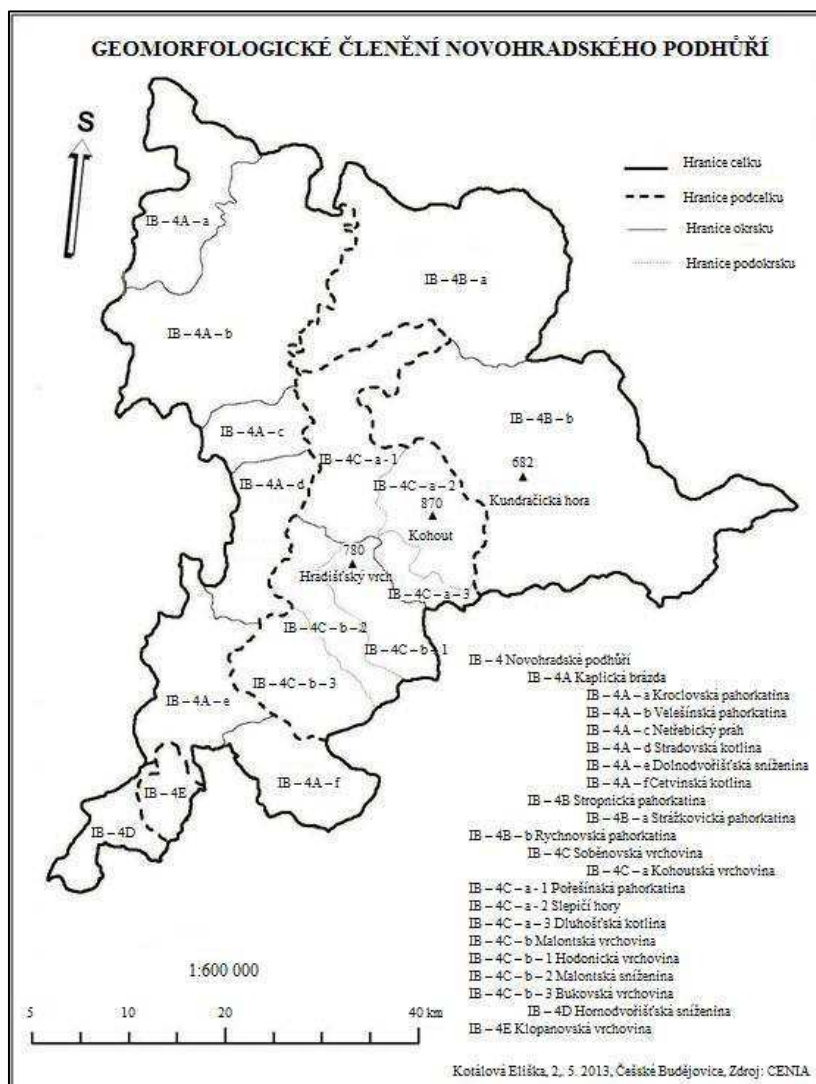 GEOMORFOLOGICKÉ ČLENĚNÍ NOVOHRADSKÉHO PODHŮŘÍ
S
Hranice celku
Hranice podcelku
Hranice okrsku
Hranice podokrsku
IB – 4A – a
IB – 4B – a
IB – 4A – b
IB – 4B – b
IB – 4A – c
IB – 4C – a - 1
682
IB – 4A – d
IB – 4C – a - 2
Kundračická hora
870
Kohout
780
Hradišťský vrch
IB – 4C – a - 3
IB – 4C – b - 2
IB – 4C – b - 1
IB – 4C – b - 3
IB – 4A – e
IB – 4A – f
IB – 4E
IB – 4D
IB – 4 Novohradské podhůří
IB – 4A Kaplická brázda
IB – 4A – a Kroclovská pahorkatina
IB – 4A – b Velešínská pahorkatina
IB – 4A – c Netřebický práh
IB – 4A – d Stradovská kotlina
IB – 4A – e Dolnodvořišťská sníženina
IB – 4A – f Cetvinská kotlina
IB – 4B Stropnická pahorkatina
IB – 4B – a Strážkovická pahorkatina
IB – 4B – b Rychnovská pahorkatina
IB – 4C Soběnovská vrchovina
IB – 4C – a Kohoutská vrchovina
IB – 4C – a - 1 Pořešínská pahorkatina
IB – 4C – a - 2 Slepičí hory
IB – 4C – a – 3 Dluhošťská kotlina
IB – 4C – b Malontská vrchovina
IB – 4C – b – 1 Hodonická vrchovina
IB – 4C – b – 2 Malontská sníženina
IB – 4C – b – 3 Bukovská vrchovina
IB – 4D Hornodvořišťská sníženina
IB – 4E Klopanovská vrchovina
1:600 000
5 10 20 40 km
Kotálová Eliška, 2. 5. 2013, České Budějovice, Zdroj: CENIA